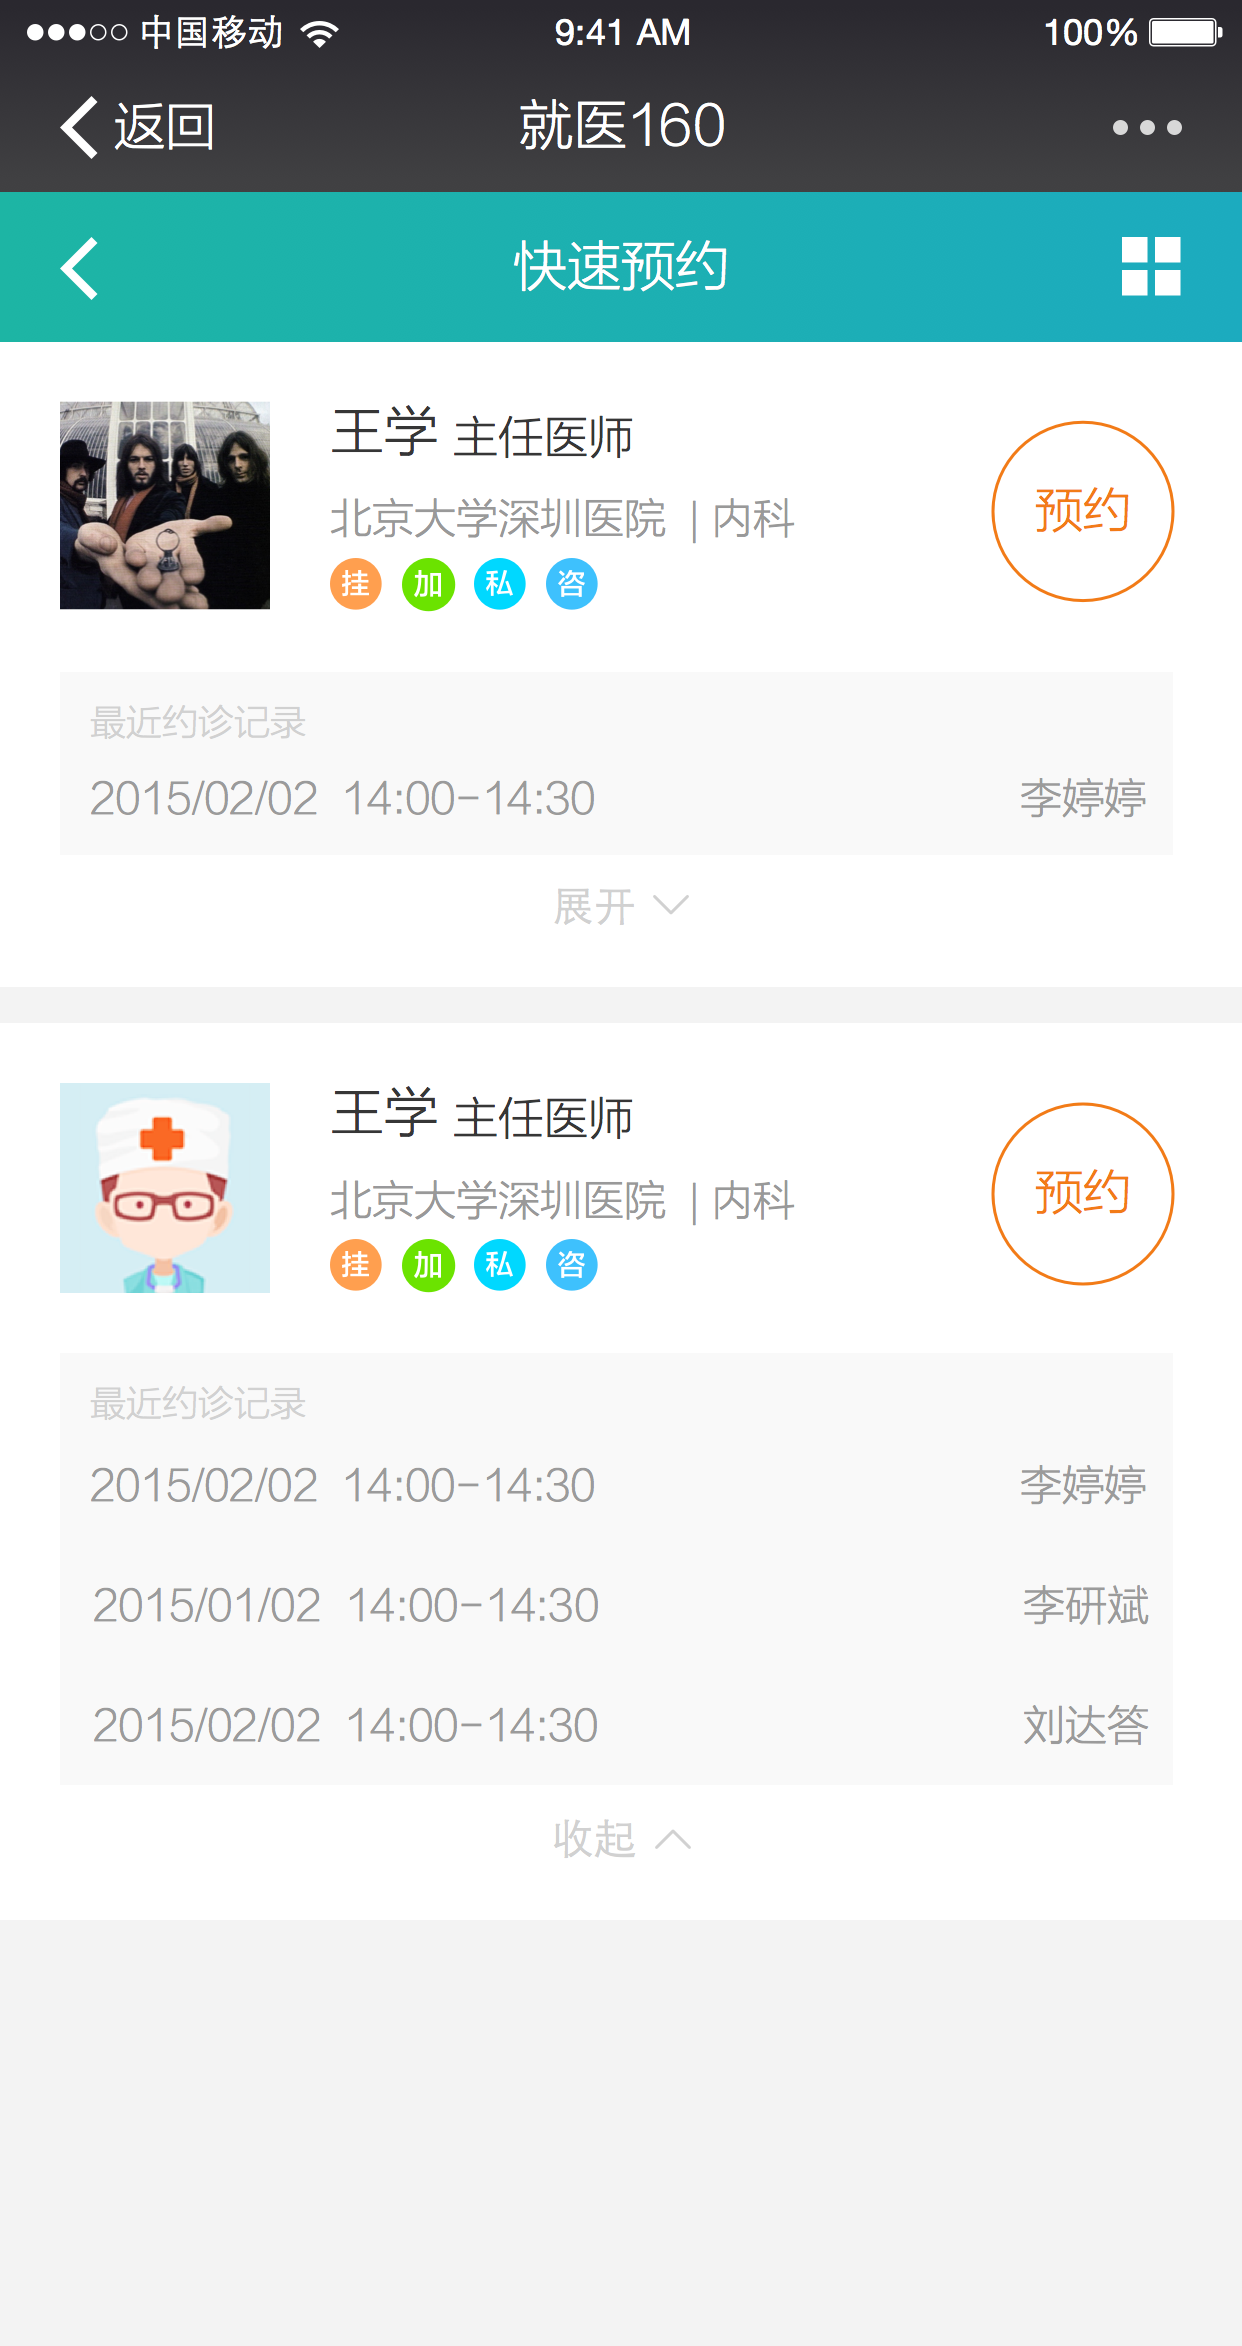 中国移动 9:41 AM 100%
返回 就医160
快速预约
王学 主任医师
北京大学深圳医院 | 内科
挂 加 私 咨
预约
最近约诊记录
2015/02/02 14:00-14:30 李婷婷
展开
王学 主任医师
北京大学深圳医院 | 内科
挂 加 私 咨
预约
最近约诊记录
2015/02/02 14:00-14:30 李婷婷
2015/01/02 14:00-14:30 李研斌
2015/02/02 14:00-14:30 刘达答
收起